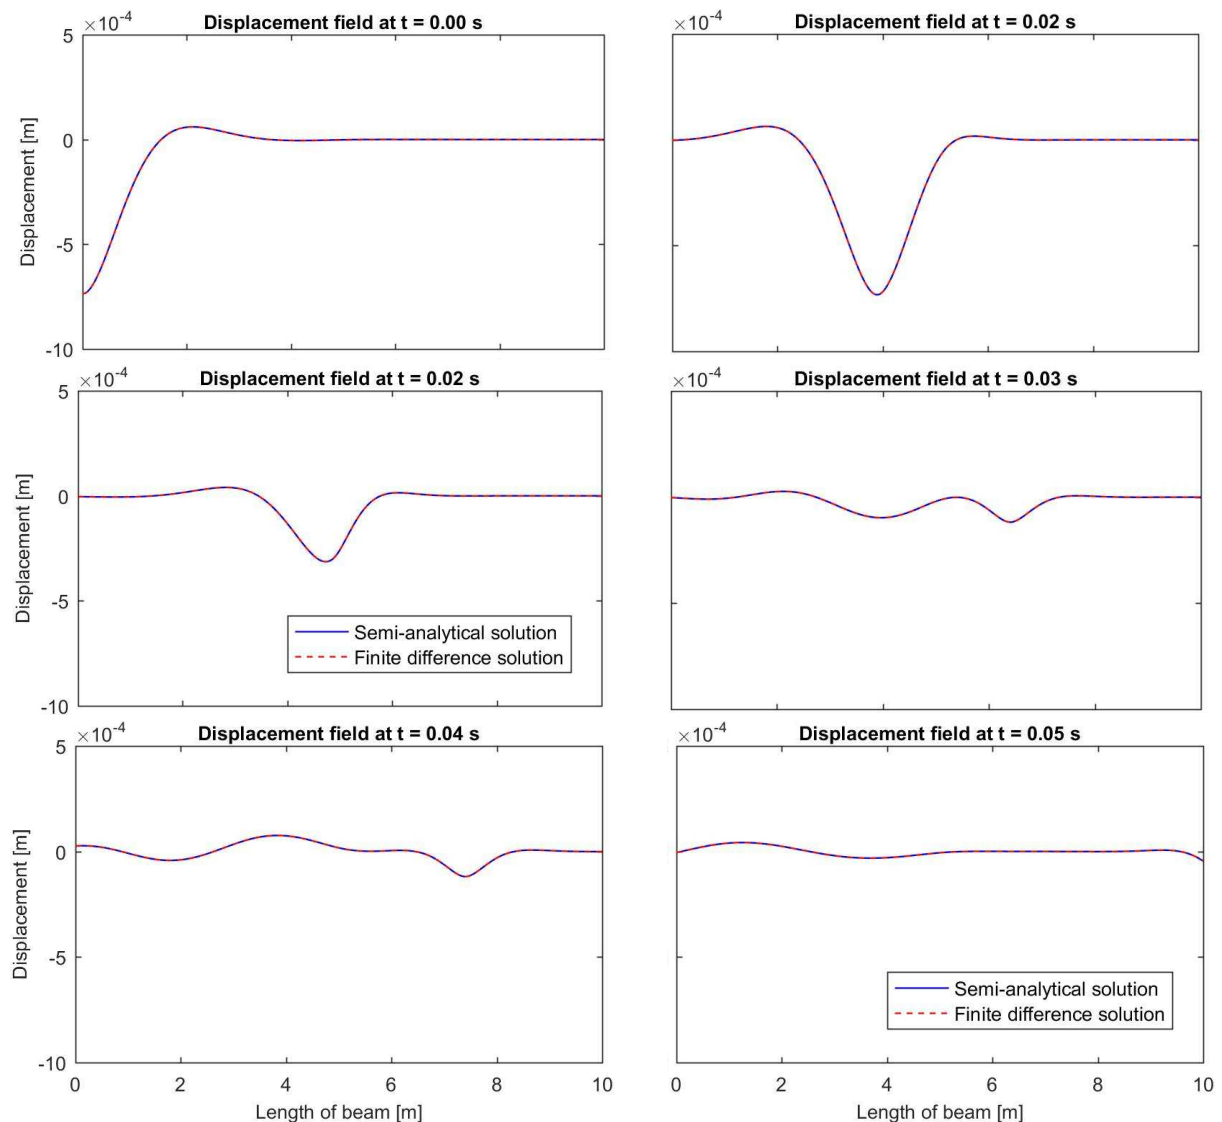 Displacement field at t = 0.00 s
×10-4
5
0
-5
-10
Displacement [m]
Displacement field at t = 0.02 s
×10-4
Displacement field at t = 0.02 s
×10-4
5
0
-5
-10
Displacement [m]
Semi-analytical solution
Finite difference solution
Displacement field at t = 0.03 s
×10-4
Displacement field at t = 0.04 s
×10-4
5
0
-5
-10
Displacement [m]
0 2 4 6 8 10
Length of beam [m]
Displacement field at t = 0.05 s
×10-4
Semi-analytical solution
Finite difference solution
0 2 4 6 8 10
Length of beam [m]